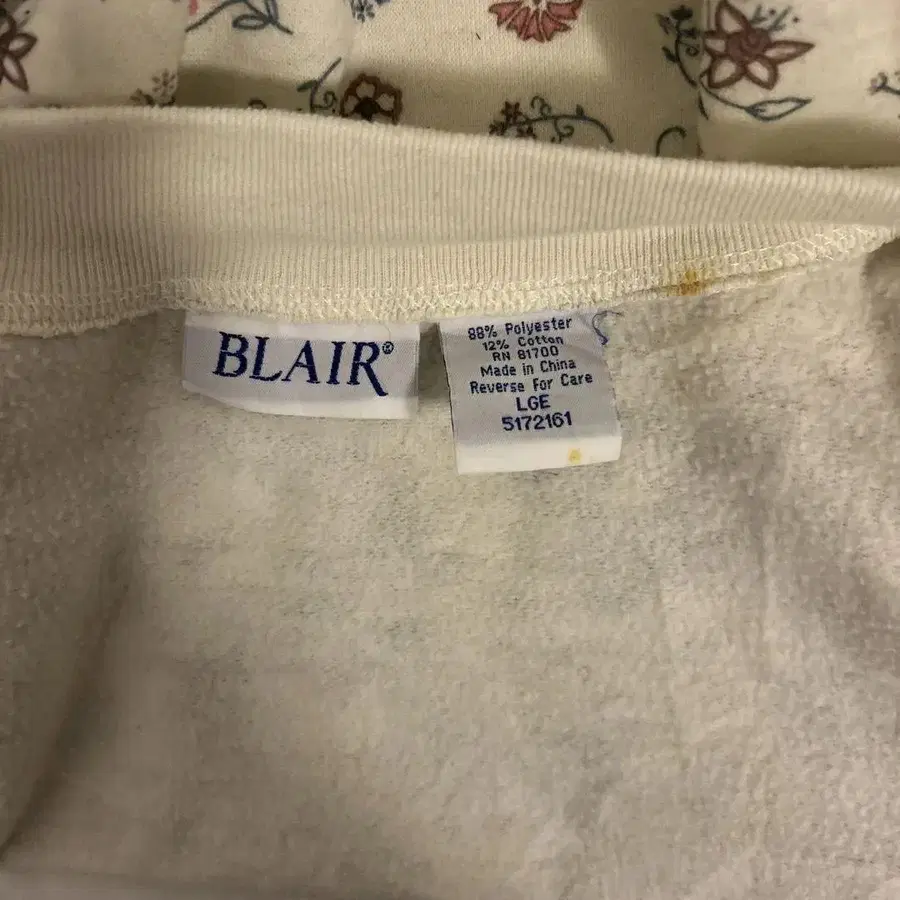 BLAIR®
88% Polyester
12% Cotton
RN 81700
Made in China
Reverse For Care
LGE
5172161